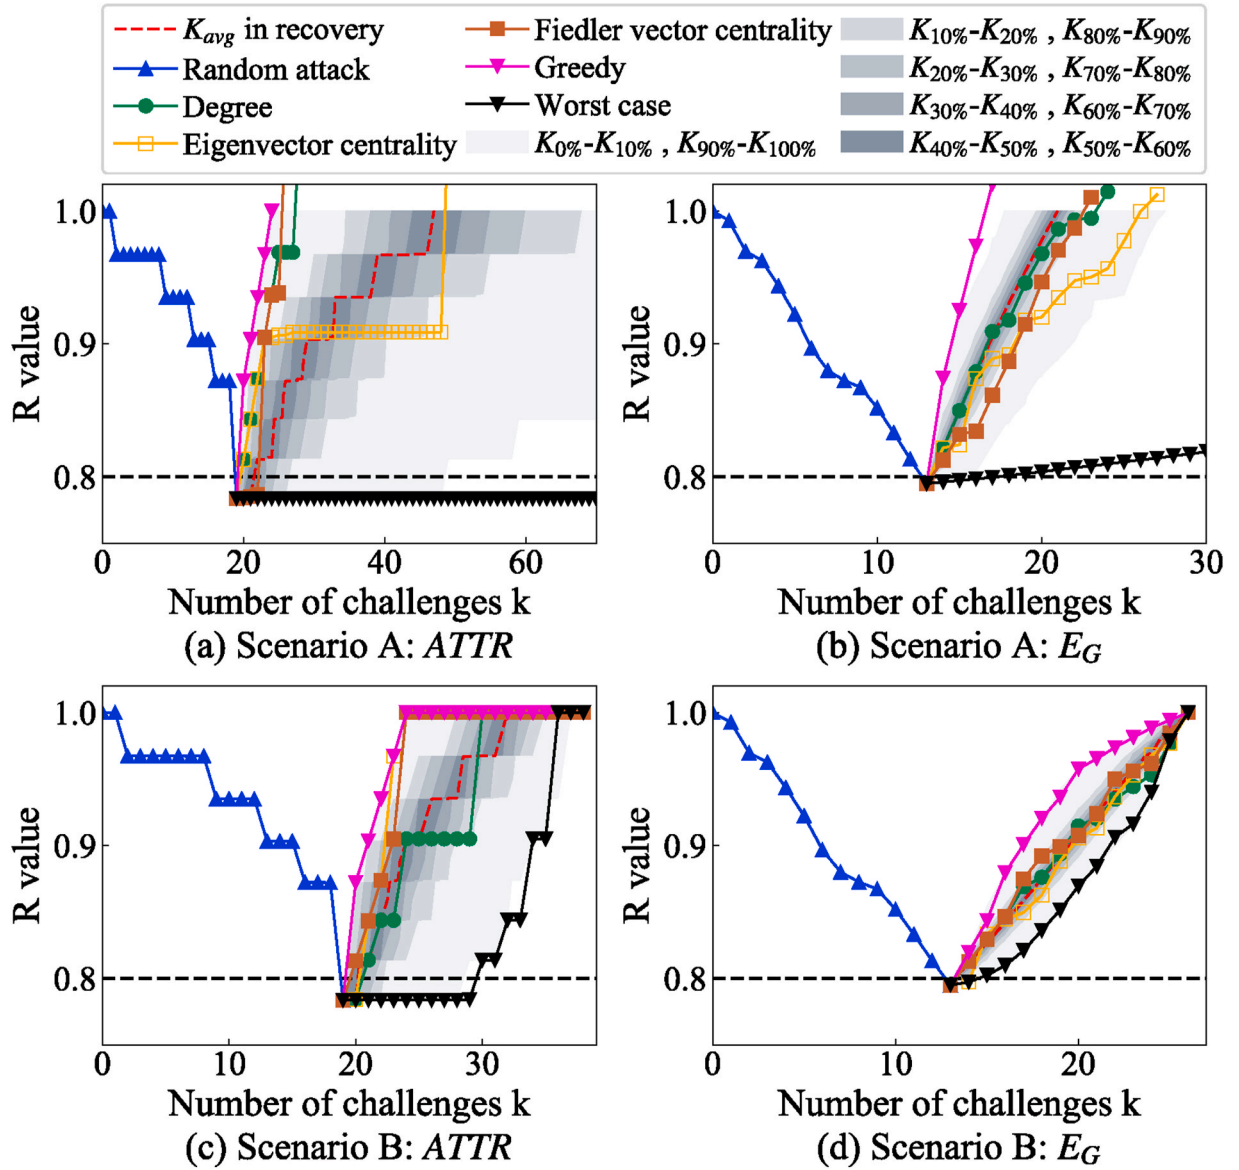 K_avg in recovery
Random attack
Degree
Eigenvector centrality
Fiedler vector centrality
Greedy
Worst case
K_0%-K_10% , K_90%-K_100%
K_10%-K_20% , K_80%-K_90%
K_20%-K_30% , K_70%-K_80%
K_30%-K_40% , K_60%-K_70%
K_40%-K_50% , K_50%-K_60%
1.0
0.9
0.8
R value
0 20 40 60
Number of challenges k
(a) Scenario A: ATTR
1.0
0.9
0.8
R value
0 10 20 30
Number of challenges k
(b) Scenario A: E_G
1.0
0.9
0.8
R value
0 10 20 30
Number of challenges k
(c) Scenario B: ATTR
1.0
0.9
0.8
R value
0 10 20
Number of challenges k
(d) Scenario B: E_G